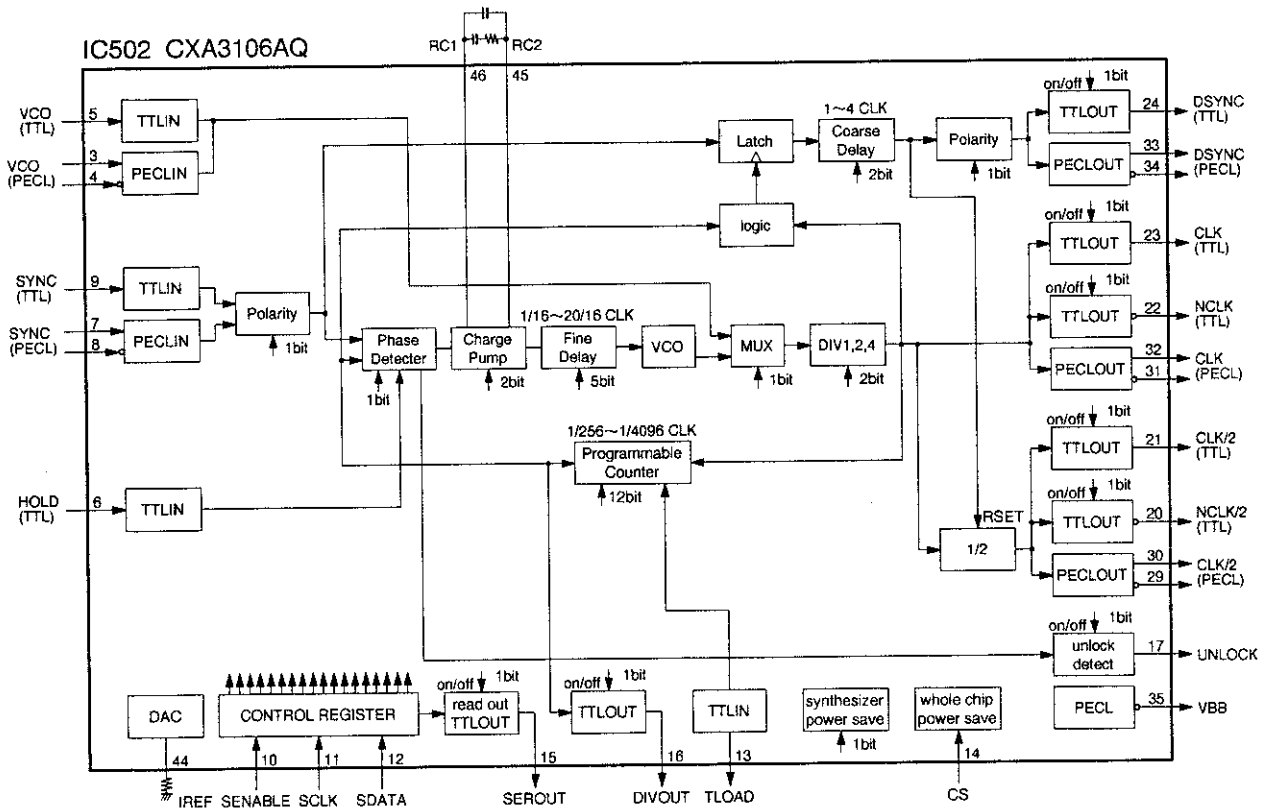 IC502 CXA3106AQ
RC1
RC2
46
45
VCO
(TTL)
5
TTLIN
VCO
(PECL)
3
4
PECLIN
SYNC
(TTL)
9
TTLIN
SYNC
(PECL)
7
8
PECLIN
Polarity
1bit
HOLD
(TTL)
6
TTLIN
Phase
Detecter
1bit
Charge
Pump
2bit
1/16~20/16 CLK
Fine
Delay
5bit
VCO
MUX
1bit
DIV1,2,4
2bit
Latch
logic
1~4 CLK
Coarse
Delay
2bit
Polarity
1bit
1/256~1/4096 CLK
Programmable
Counter
12bit
RSET
1/2
on/off
1bit
TTLOUT
24
DSYNC
(TTL)
PECLOUT
33
34
DSYNC
(PECL)
on/off
1bit
TTLOUT
23
CLK
(TTL)
on/off
1bit
TTLOUT
22
NCLK
(TTL)
PECLOUT
32
31
CLK
(PECL)
on/off
1bit
TTLOUT
21
CLK/2
(TTL)
on/off
1bit
TTLOUT
20
NCLK/2
(TTL)
PECLOUT
30
29
CLK/2
(PECL)
on/off
1bit
unlock
detect
17
UNLOCK
PECL
35
VBB
DAC
44
IREF
CONTROL REGISTER
10
11
12
SENABLE
SCLK
SDATA
on/off
1bit
read out
TTLOUT
15
SEROUT
on/off
1bit
TTLOUT
16
DIVOUT
TTLIN
13
TLOAD
synthesizer
power save
1bit
whole chip
power save
14
CS